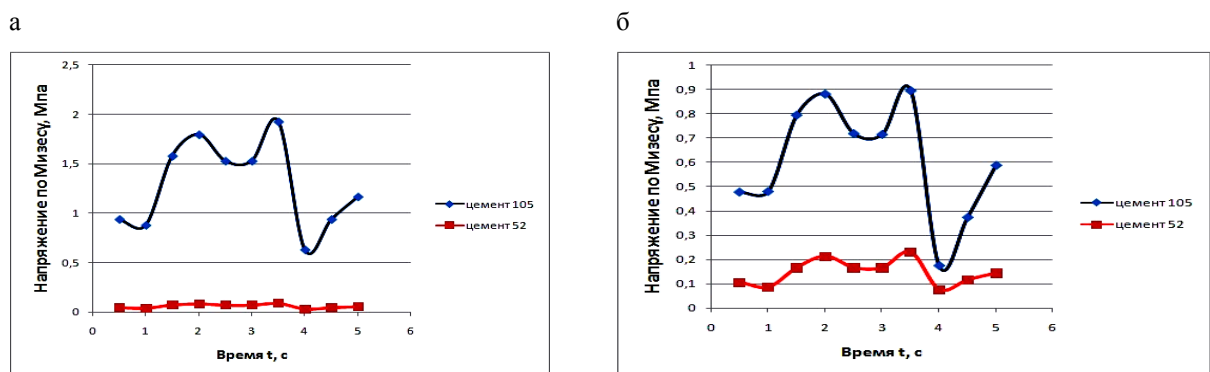 а
б
Напряжение по Мизесу, Мпа
2,5
2
1,5
1
0,5
0
0 1 2 3 4 5 6
Время t, с
цемент 105
цемент 52
Напряжение по Мизесу, Мпа
1
0,9
0,8
0,7
0,6
0,5
0,4
0,3
0,2
0,1
0
0 1 2 3 4 5 6
Время t, с
цемент 105
цемент 52